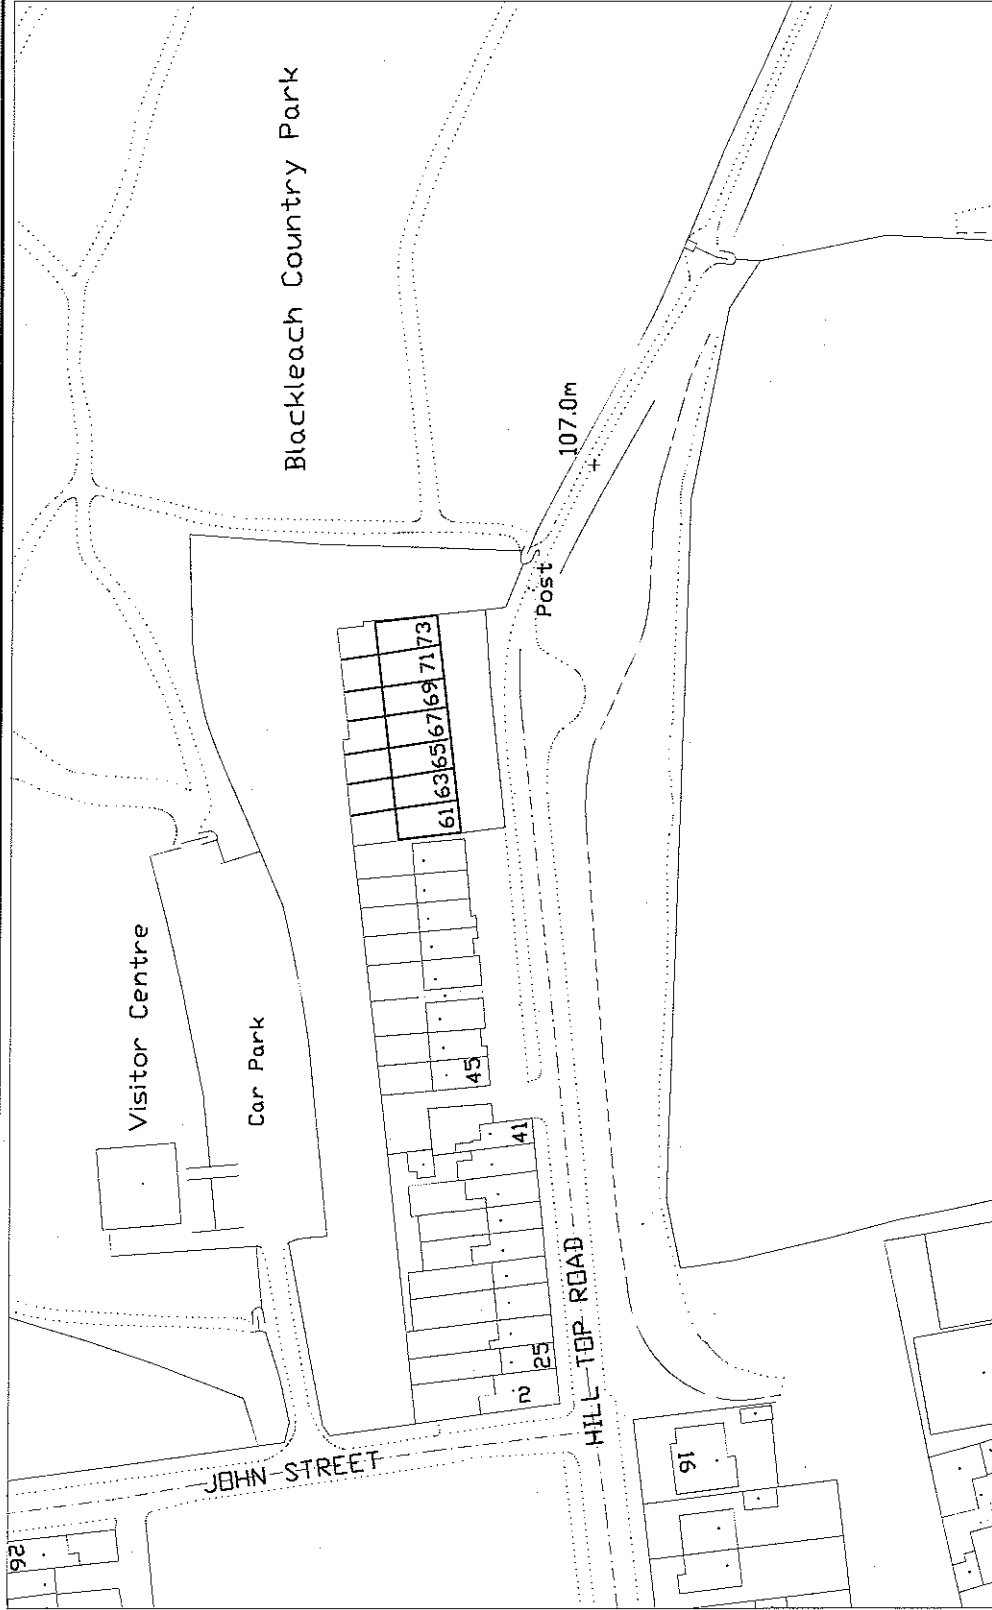 Blackleach Country Park
Visitor Centre
Car Park
107.0m
Post
61 63 65 67 69 71 73
45
41
25
2
HILL TOP ROAD
JOHN STREET
16
26